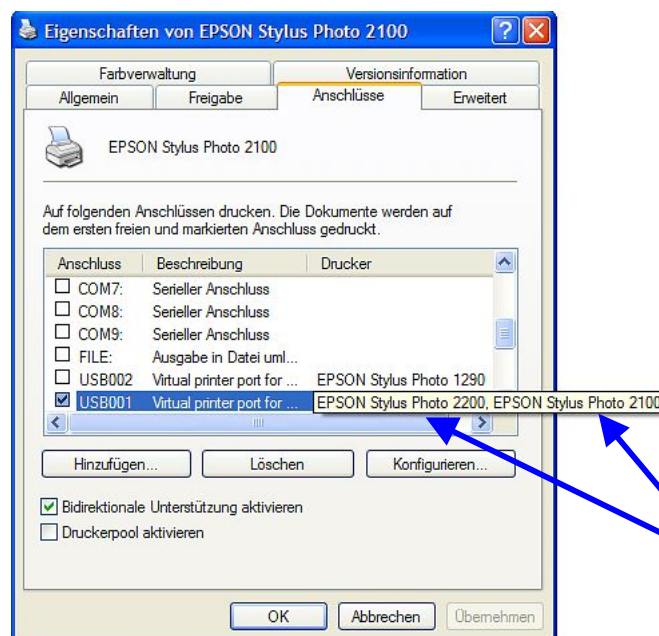 Eigenschaften von EPSON Stylus Photo 2100
Farbverwaltung Versionsinformation
Allgemein Freigabe Anschlüsse Erweitert
EPSON Stylus Photo 2100
Auf folgenden Anschlüssen drucken. Die Dokumente werden auf
dem ersten freien und markierten Anschluss gedruckt.
Anschluss Beschreibung Drucker
COM7: Serieller Anschluss
COM8: Serieller Anschluss
COM9: Serieller Anschluss
FILE: Ausgabe in Datei uml...
USB002 Virtual printer port for ... EPSON Stylus Photo 1290
USB001 Virtual printer port for ... EPSON Stylus Photo 2200, EPSON Stylus Photo 2100
Hinzufügen... Löschen Konfigurieren...
Bidirektionale Unterstützung aktivieren
Druckerpool aktivieren
OK Abbrechen Übernehmen